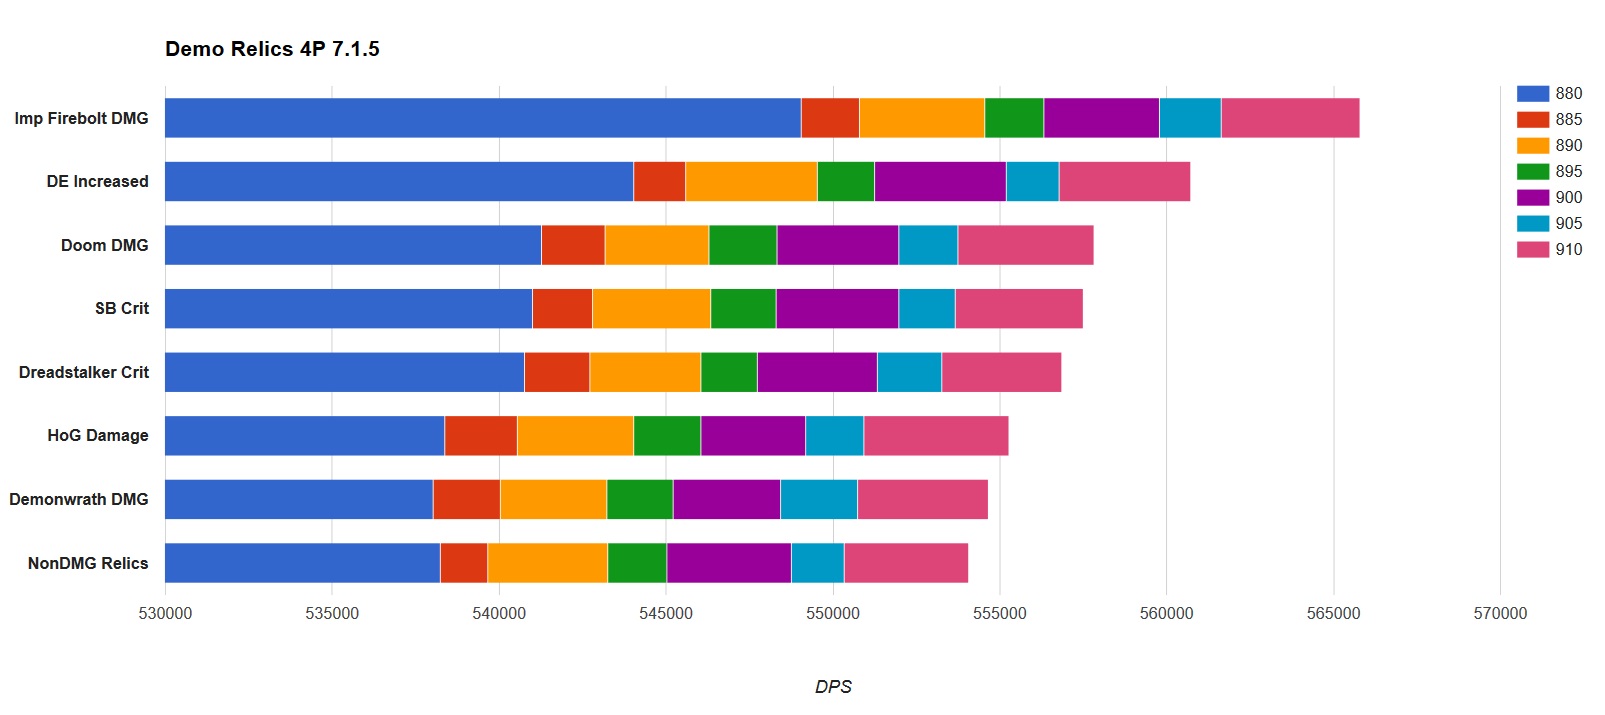 Demo Relics 4P 7.1.5
Imp Firebolt DMG
DE Increased
Doom DMG
SB Crit
Dreadstalker Crit
HoG Damage
Demonwrath DMG
NonDMG Relics
530000 535000 540000 545000 550000 555000 560000 565000 570000
DPS
880
885
890
895
900
905
910